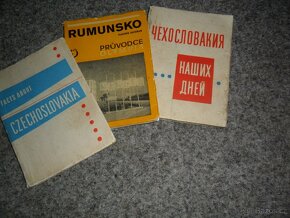 FACTS ABOUT
CZECHOSLOVAKIA
RUMUNSKO
PRŮVODCE
ЧЕХОСЛОВАКИЯ
НАШИХ
ДНЕЙ